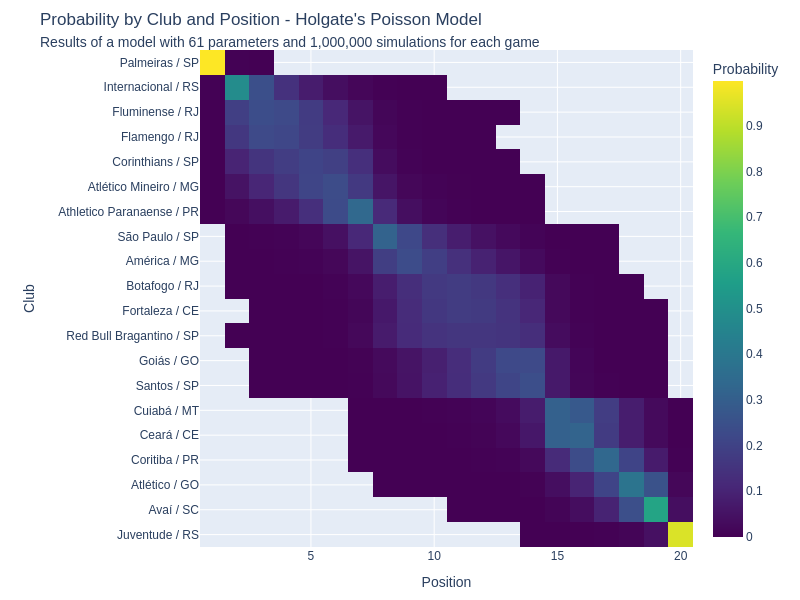 Probability by Club and Position - Holgate's Poisson Model
Results of a model with 61 parameters and 1,000,000 simulations for each game
Probability
Club
Palmeiras / SP
Internacional / RS
Fluminense / RJ
Flamengo / RJ
Corinthians / SP
Atlético Mineiro / MG
Athletico Paranaense / PR
São Paulo / SP
América / MG
Botafogo / RJ
Fortaleza / CE
Red Bull Bragantino / SP
Goiás / GO
Santos / SP
Cuiabá / MT
Ceará / CE
Coritiba / PR
Atlético / GO
Avaí / SC
Juventude / RS
0.9
0.8
0.7
0.6
0.5
0.4
0.3
0.2
0.1
0
5 10 15 20
Position